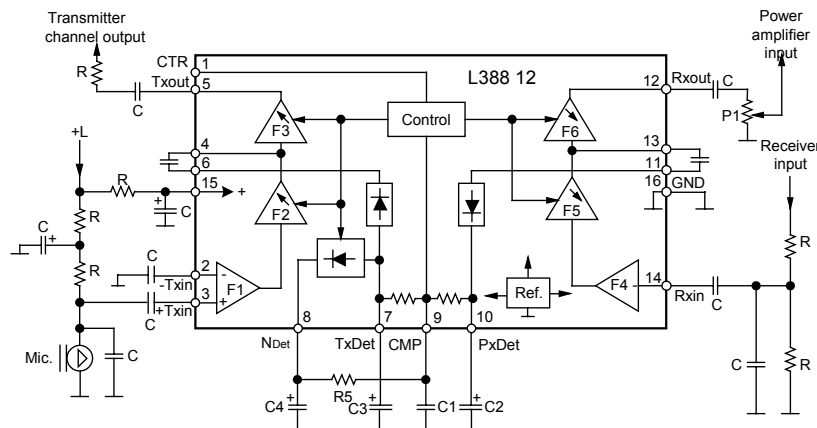 Transmitter
channel output
Power
amplifier
input
CTR
1
L388 12
R
Txout
5
C
12
Rxout
C
F3
Control
F6
P1
+L
4
13
Receiver
input
6
11
R
15
+
16
GND
+
C
F2
F5
R
C
+
R
R
C
2
-Txin
-
F1
Ref.
F4
14
Rxin
C
3
+Txin
+
C
8
7
9
10
NDet
TxDet
CMP
PxDet
Mic.
C
C
R
R5
C4
+
C3
+
C1
+
C2